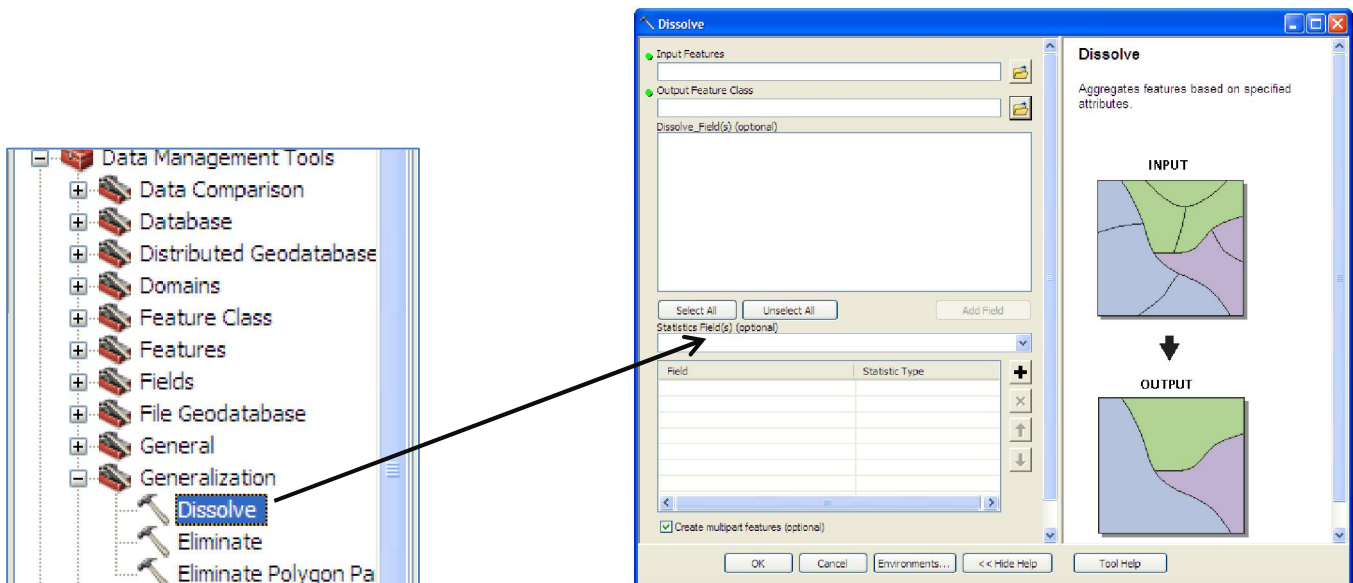 Data Management Tools
Data Comparison
Database
Distributed Geodatabase
Domains
Feature Class
Features
Fields
File Geodatabase
General
Generalization
Dissolve
Eliminate
Eliminate Polygon Pa
Dissolve
Input Features
Output Feature Class
Dissolve_Field(s) (optional)
Select All Unselect All Add Field
Statistics Field(s) (optional)
Field Statistic Type
Create multipart features (optional)
OK Cancel Environments... << Hide Help Tool Help
Dissolve
Aggregates features based on specified
attributes.
INPUT
OUTPUT